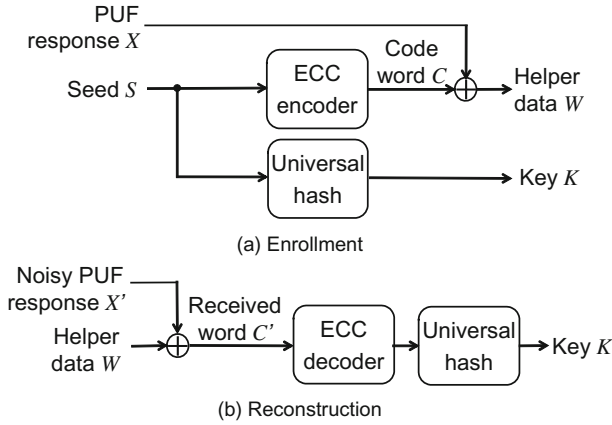 PUF
response X
Code
word C
Seed S
ECC
encoder
Helper
data W
Universal
hash
Key K
(a) Enrollment
Noisy PUF
response X'
Received
word C'
Helper
data W
ECC
decoder
Universal
hash
Key K
(b) Reconstruction